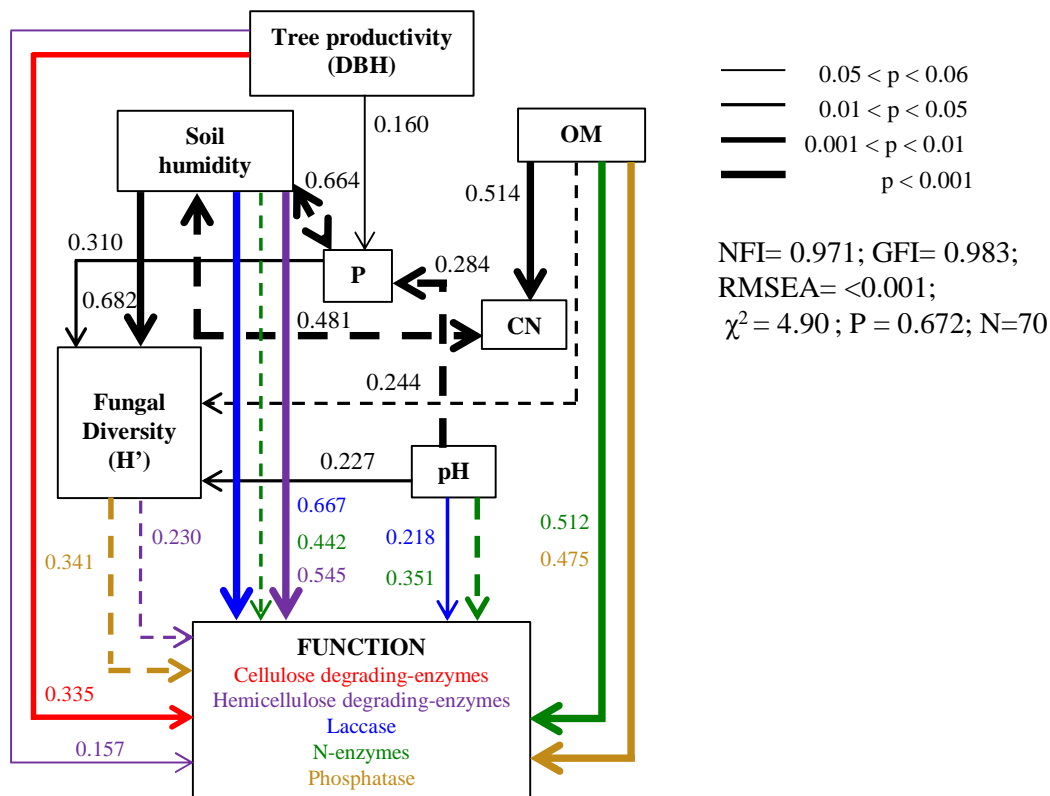 Tree productivity
(DBH)
0.05 < p < 0.06
0.01 < p < 0.05
0.001 < p < 0.01
p < 0.001
0.160
Soil
humidity
OM
0.664
0.514
0.310
P
0.284
NFI= 0.971; GFI= 0.983;
RMSEA= <0.001;
χ² = 4.90 ; P = 0.672; N=70
0.682
0.481
CN
Fungal
Diversity
(H’)
0.244
0.227
pH
0.341
0.230
0.667
0.442
0.545
0.218
0.351
0.512
0.475
FUNCTION
Cellulose degrading-enzymes
Hemicellulose degrading-enzymes
Laccase
N-enzymes
Phosphatase
0.335
0.157